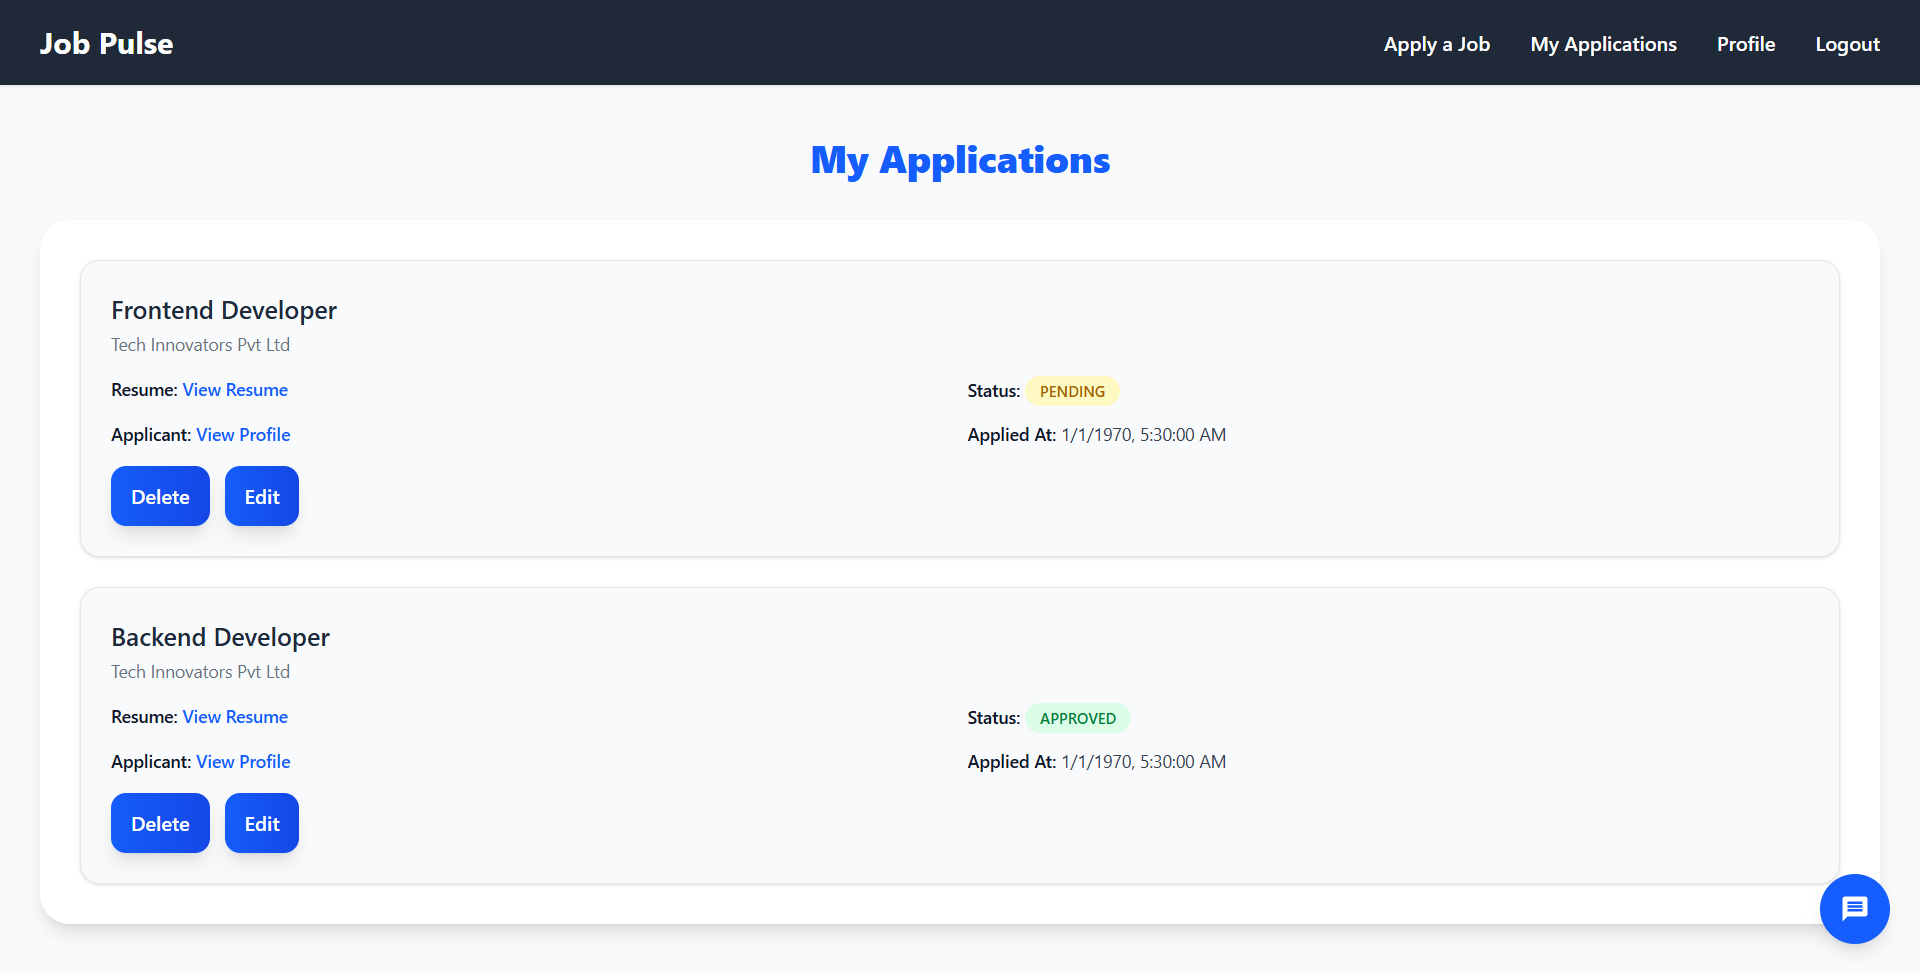 Job Pulse
Apply a Job My Applications Profile Logout
My Applications
Frontend Developer
Tech Innovators Pvt Ltd
Resume: View Resume
Status: PENDING
Applicant: View Profile
Applied At: 1/1/1970, 5:30:00 AM
Delete Edit
Backend Developer
Tech Innovators Pvt Ltd
Resume: View Resume
Status: APPROVED
Applicant: View Profile
Applied At: 1/1/1970, 5:30:00 AM
Delete Edit